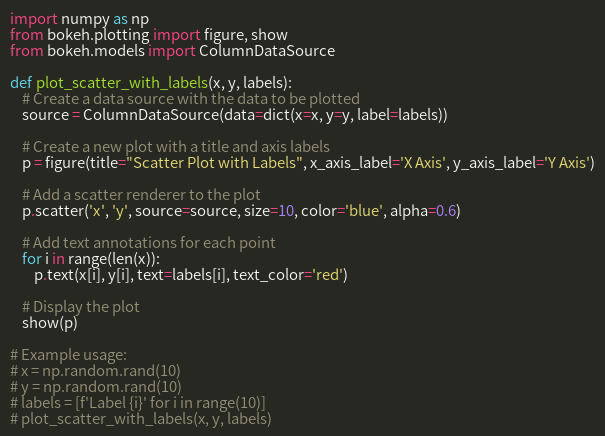 import numpy as np
from bokeh.plotting import figure, show
from bokeh.models import ColumnDataSource

def plot_scatter_with_labels(x, y, labels):
    # Create a data source with the data to be plotted
    source = ColumnDataSource(data=dict(x=x, y=y, label=labels))

    # Create a new plot with a title and axis labels
    p = figure(title="Scatter Plot with Labels", x_axis_label='X Axis', y_axis_label='Y Axis')

    # Add a scatter renderer to the plot
    p.scatter('x', 'y', source=source, size=10, color='blue', alpha=0.6)

    # Add text annotations for each point
    for i in range(len(x)):
        p.text(x[i], y[i], text=labels[i], text_color='red')

    # Display the plot
    show(p)

# Example usage:
# x = np.random.rand(10)
# y = np.random.rand(10)
# labels = [f'Label {i}' for i in range(10)]
# plot_scatter_with_labels(x, y, labels)